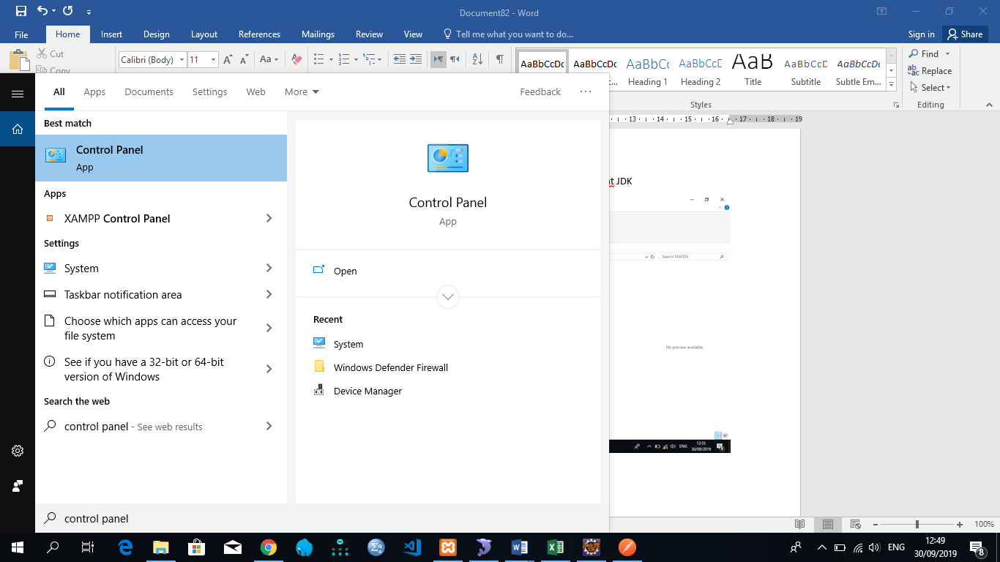 Document82 - Word
File
Home
Insert
Design
Layout
References
Mailings
Review
View
Tell me what you want to do...
Sign in
Share
Cut
Copy
Calibri (Body)
11
Aa
AaBbCcDc
AaBbCcDc
AaBbCc
AaBbCcD
AaB
AaBbCcD
AaBbCcDc
Heading 1
Heading 2
Title
Subtitle
Subtle Em...
Styles
Find
Replace
Select
Editing
13 14 15 16 17 18 19
All
Apps
Documents
Settings
Web
More
Feedback
Best match
Control Panel
App
Apps
XAMPP Control Panel
Settings
System
Taskbar notification area
Choose which apps can access your
file system
See if you have a 32-bit or 64-bit
version of Windows
Search the web
control panel - See web results
control panel
Control Panel
App
Open
Recent
System
Windows Defender Firewall
Device Manager
JDK
Search MAVEN
No preview available.
ENG
12:35
30/09/2019
100%
ENG
12:49
30/09/2019
8